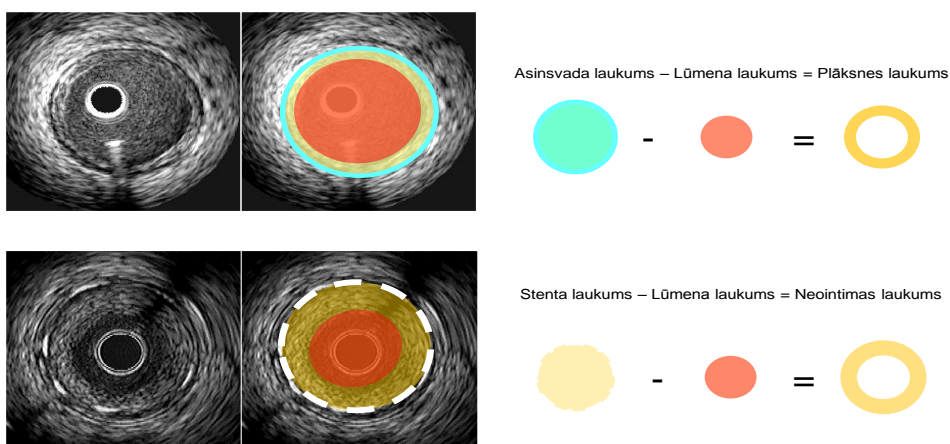 Asinsvada laukums – Lūmena laukums = Plāksnes laukums
- =
Stenta laukums – Lūmena laukums = Neointimas laukums
- =